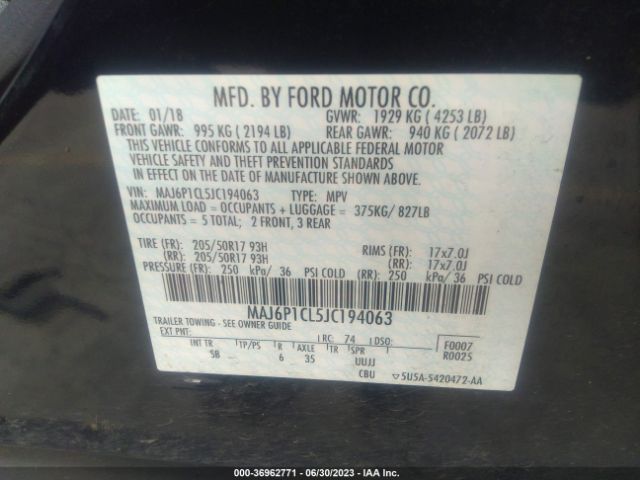 MFD. BY FORD MOTOR CO.
DATE: 01/18 GVWR: 1929 KG ( 4253 LB)
FRONT GAWR: 995 KG ( 2194 LB) REAR GAWR: 940 KG ( 2072 LB)
THIS VEHICLE CONFORMS TO ALL APPLICABLE FEDERAL MOTOR
VEHICLE SAFETY AND THEFT PREVENTION STANDARDS
IN EFFECT ON THE DATE OF MANUFACTURE SHOWN ABOVE.
VIN: MAJ6P1CL5JC194063 TYPE: MPV
MAXIMUM LOAD = OCCUPANTS + LUGGAGE = 375KG/ 827LB
OCCUPANTS = 5 TOTAL; 2 FRONT, 3 REAR
TIRE (FR): 205/50R17 93H RIMS (FR): 17x7.0J
(RR): 205/50R17 93H (RR): 17x7.0J
PRESSURE (FR): 250 kPa/ 36 PSI COLD (RR): 250 kPa/ 36 PSI COLD
MAJ6P1CL5JC194063
TRAILER TOWING - SEE OWNER GUIDE
EXT PNT: RC: 74 DSO: F0007
INT TR TP/PS R AXLE TR SPR R0025
SB 6 35 UUJJ
CBU 5U5A-5420472-AA
000-36962771 - 06/30/2023 - IAA Inc.